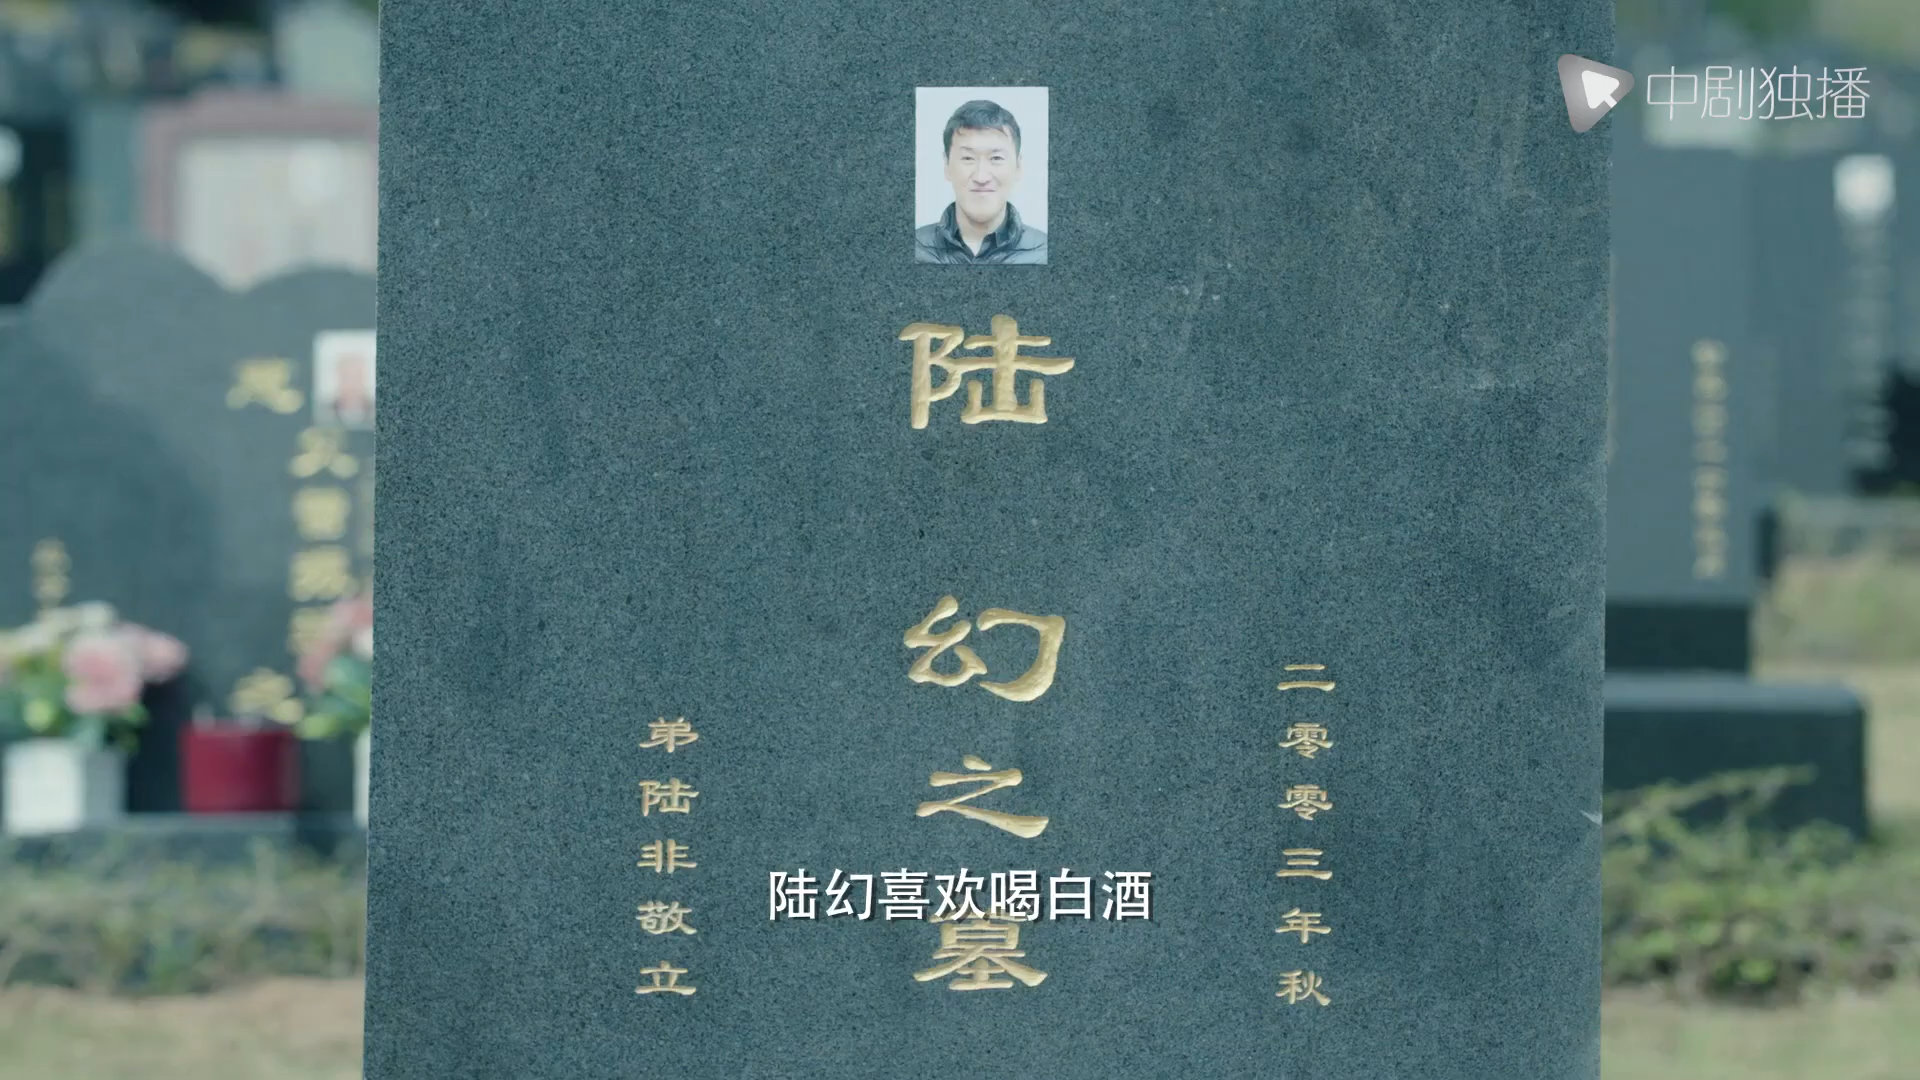 中剧独播
陆幻之墓
二零零三年秋
弟陆非敬立
陆幻喜欢喝白酒